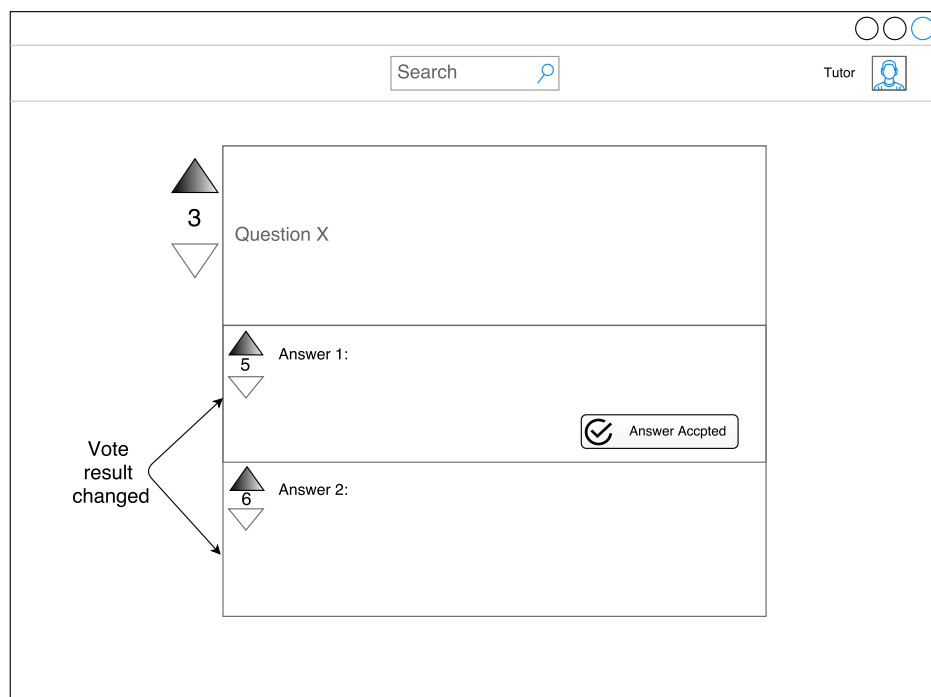 Search
Tutor
3
Question X
5
Answer 1:
Answer Accpted
Vote
result
changed
6
Answer 2: